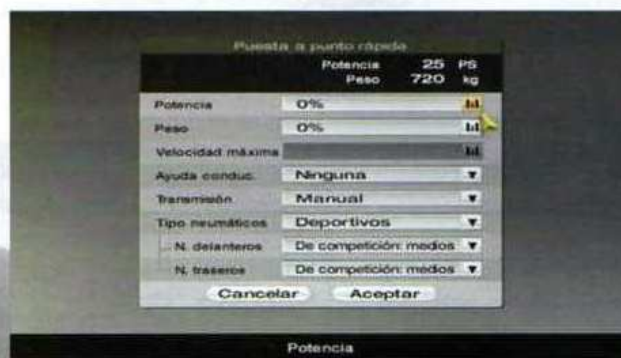 Puesta a punto rápido
Potencia 25 PS
Peso 720 kg
Potencia 0%
Peso 0%
Velocidad máxima
Ayuda conduc. Ninguna
Transmisión Manual
Tipo neumáticos Deportivos
N. delanteros De competición: medios
N. traseros De competición: medios
Cancelar Aceptar
Potencia